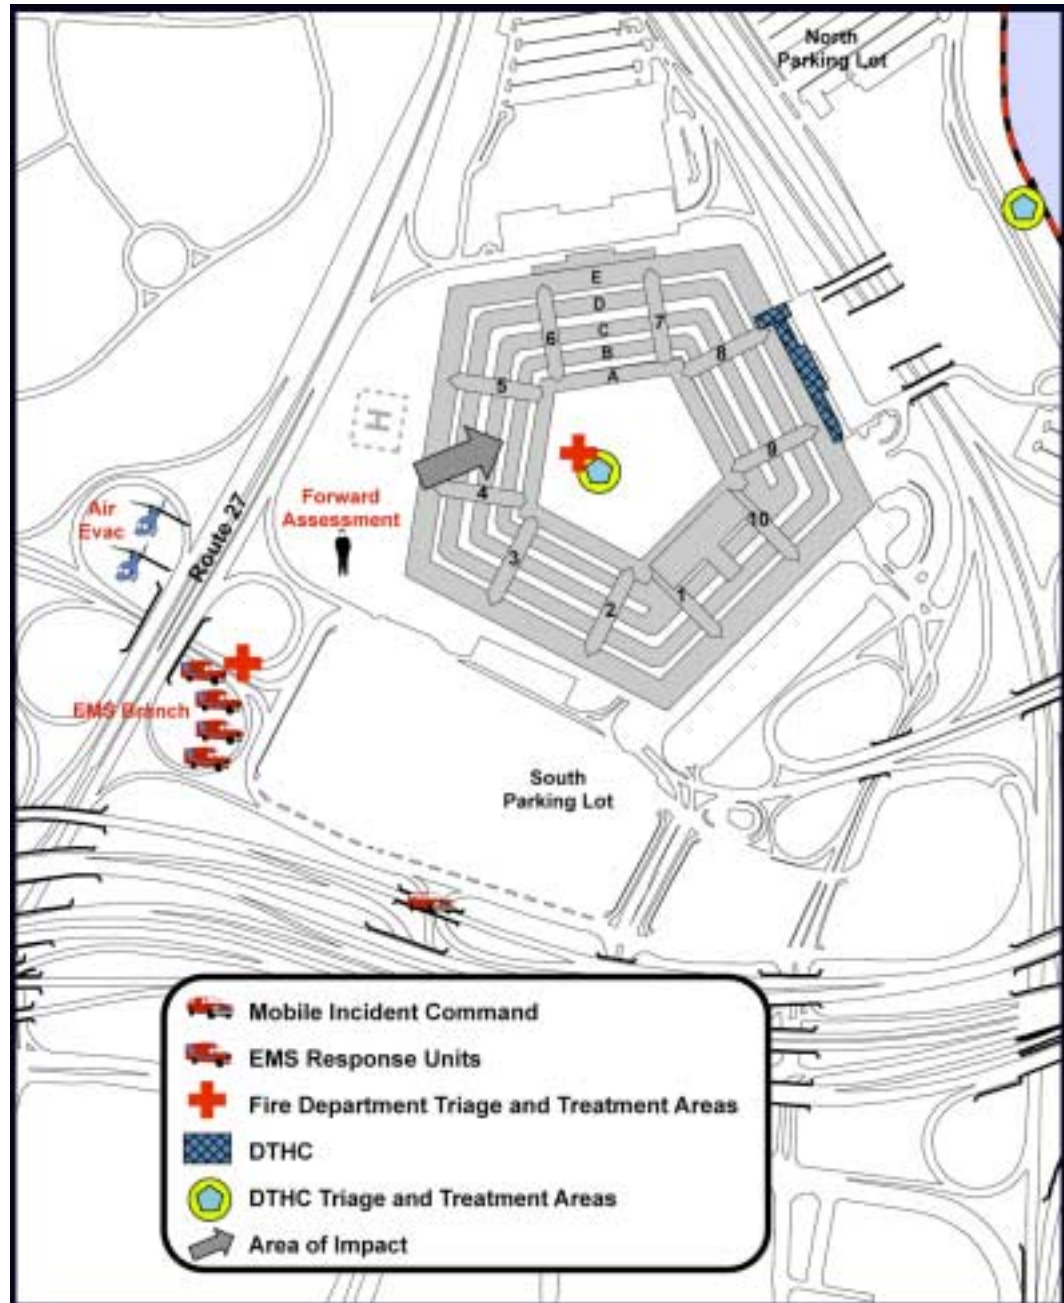 North
Parking Lot
E
D
C
B
A
7
6
8
5
9
4
10
3
1
2
H
Forward
Assessment
Air
Evac
Route 27
EMS Branch
South
Parking Lot
Mobile Incident Command
EMS Response Units
Fire Department Triage and Treatment Areas
DTHC
DTHC Triage and Treatment Areas
Area of Impact